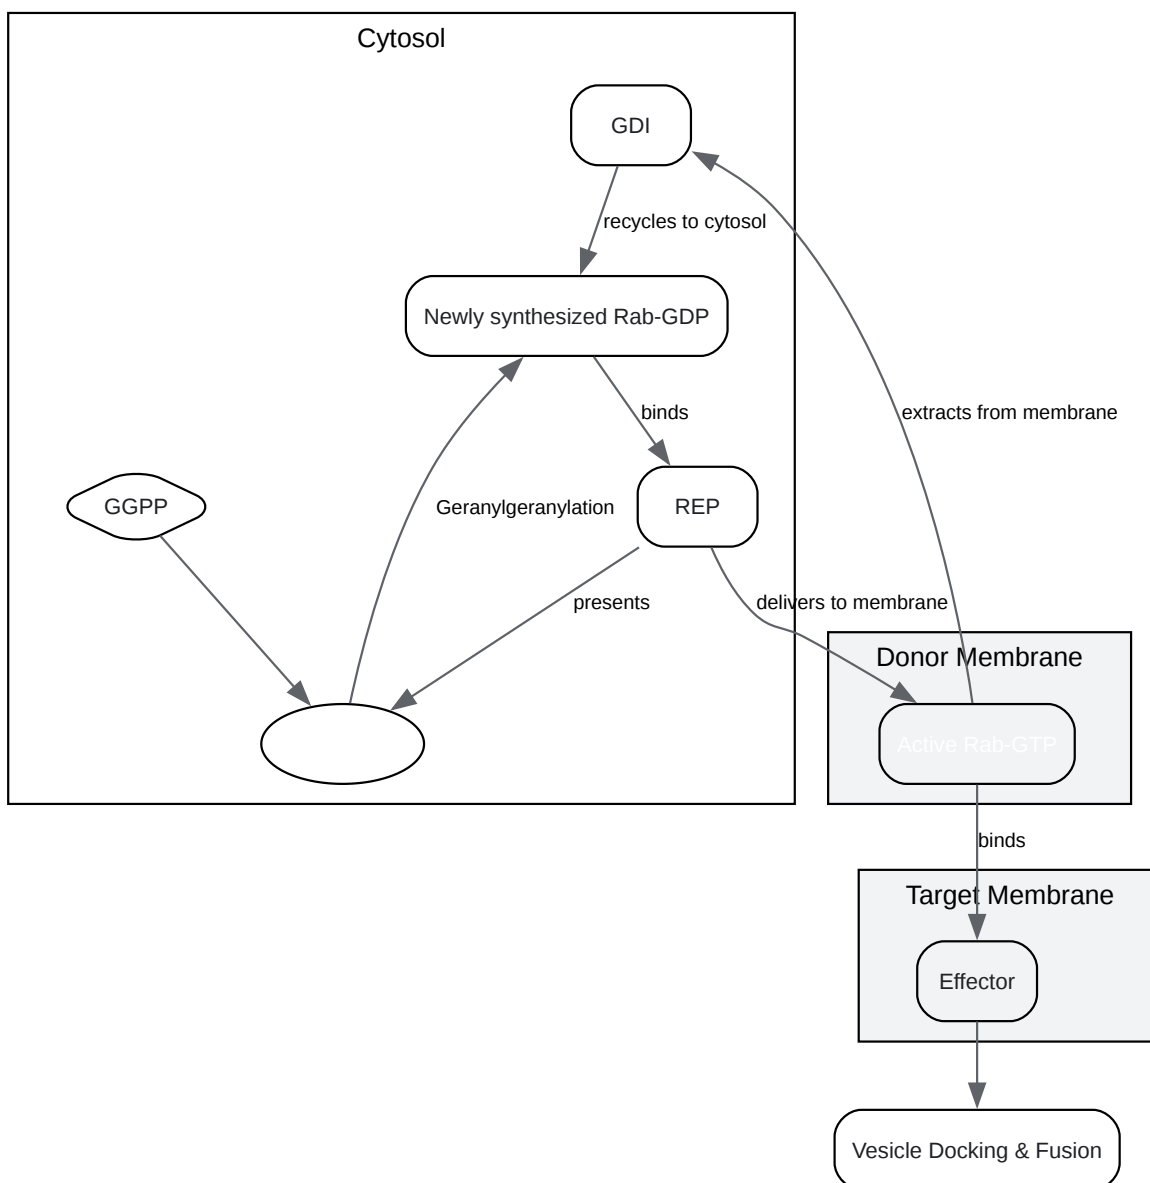 Cytosol
GDI
recycles to cytosol
Newly synthesized Rab-GDP
binds
extracts from membrane
GGPP
Geranylgeranylation
REP
presents
delivers to membrane
Donor Membrane
Active Rab-GTP
binds
Target Membrane
Effector
Vesicle Docking & Fusion